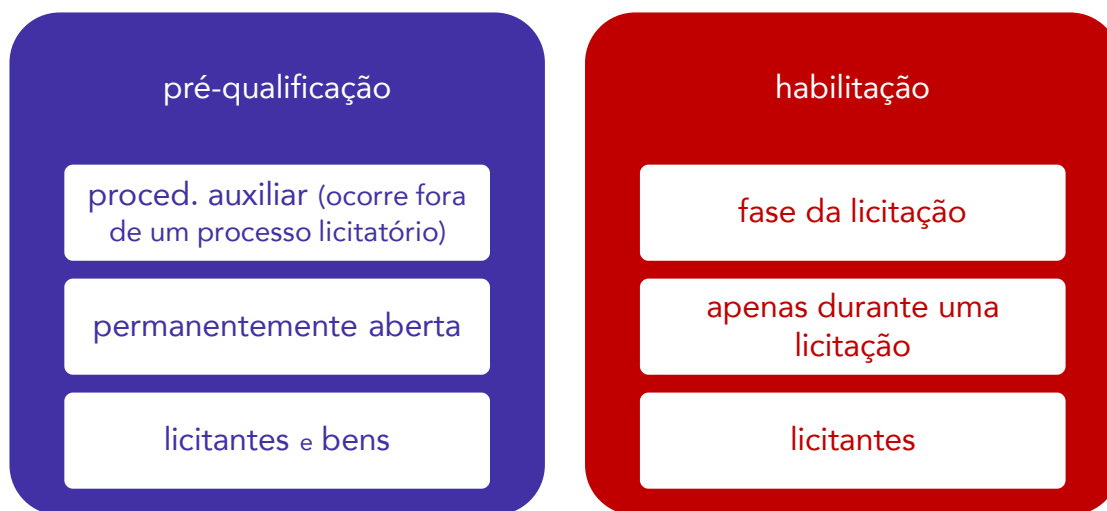 pré-qualificação
proced. auxiliar (ocorre fora
de um processo licitatório)
permanentemente aberta
licitantes e bens
habilitação
fase da licitação
apenas durante uma
licitação
licitantes